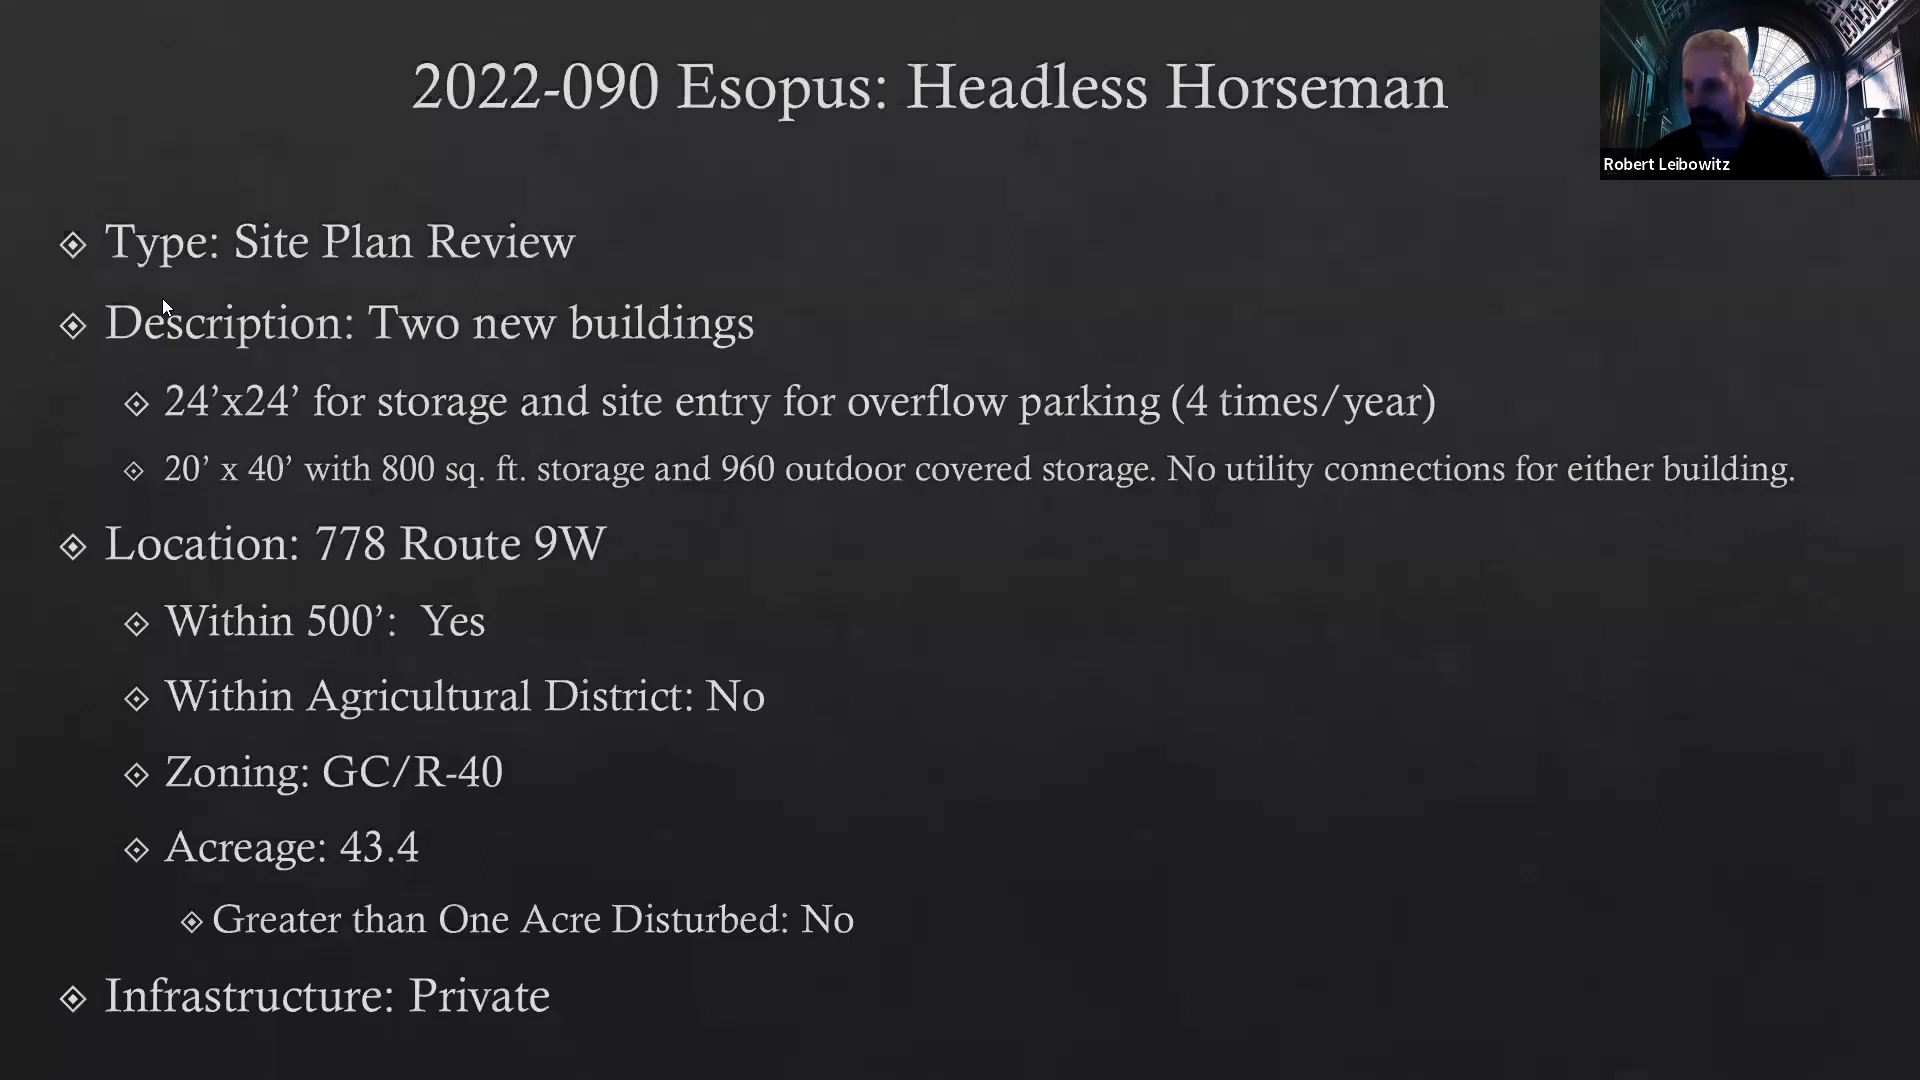 2022-090 Esopus: Headless Horseman
Robert Leibowitz
Type: Site Plan Review
Description: Two new buildings
24’x24’ for storage and site entry for overflow parking (4 times/year)
20’ x 40’ with 800 sq. ft. storage and 960 outdoor covered storage. No utility connections for either building.
Location: 778 Route 9W
Within 500’: Yes
Within Agricultural District: No
Zoning: GC/R-40
Acreage: 43.4
Greater than One Acre Disturbed: No
Infrastructure: Private